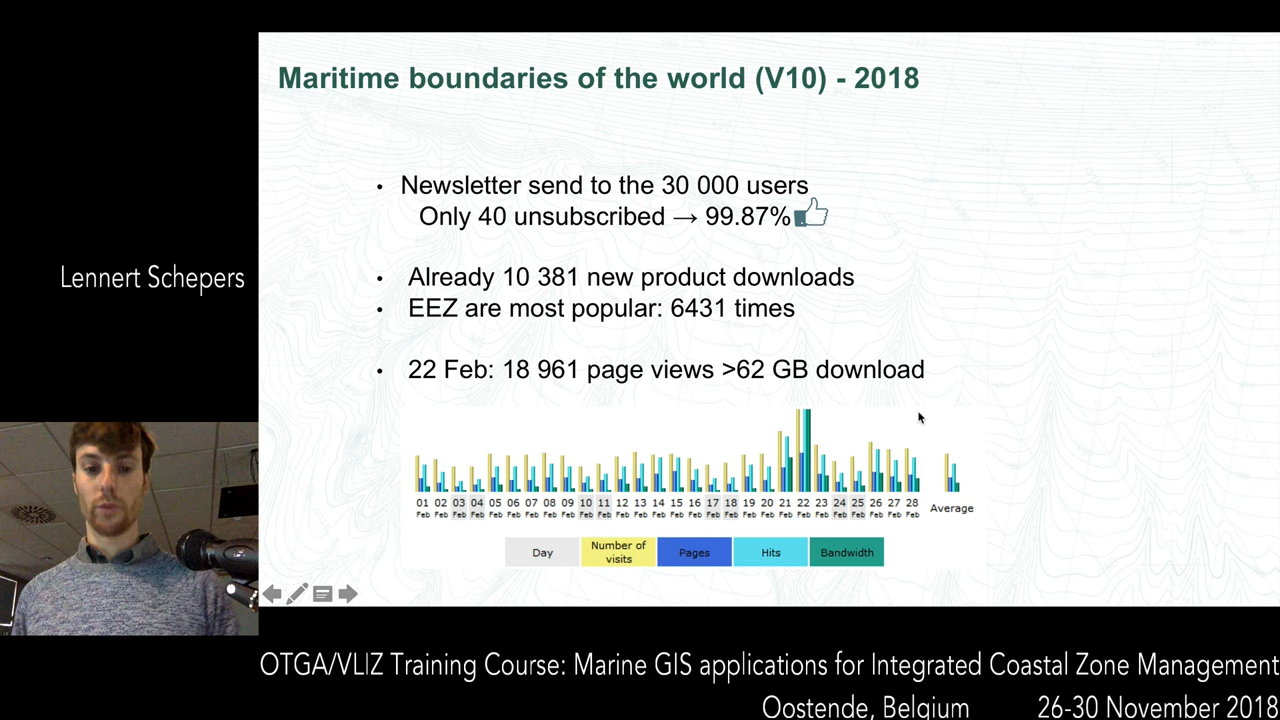 Maritime boundaries of the world (V10) - 2018
• Newsletter send to the 30 000 users
Only 40 unsubscribed → 99.87%
• Already 10 381 new product downloads
• EEZ are most popular: 6431 times
• 22 Feb: 18 961 page views >62 GB download
Lennert Schepers
01 02 03 04 05 06 07 08 09 10 11 12 13 14 15 16 17 18 19 20 21 22 23 24 25 26 27 28
Feb Feb Feb Feb Feb Feb Feb Feb Feb Feb Feb Feb Feb Feb Feb Feb Feb Feb Feb Feb Feb Feb Feb Feb Feb Feb Feb Feb
Average
Day Number of visits Pages Hits Bandwidth
OTGA/VLIZ Training Course: Marine GIS applications for Integrated Coastal Zone Management
Oostende, Belgium 26-30 November 2018